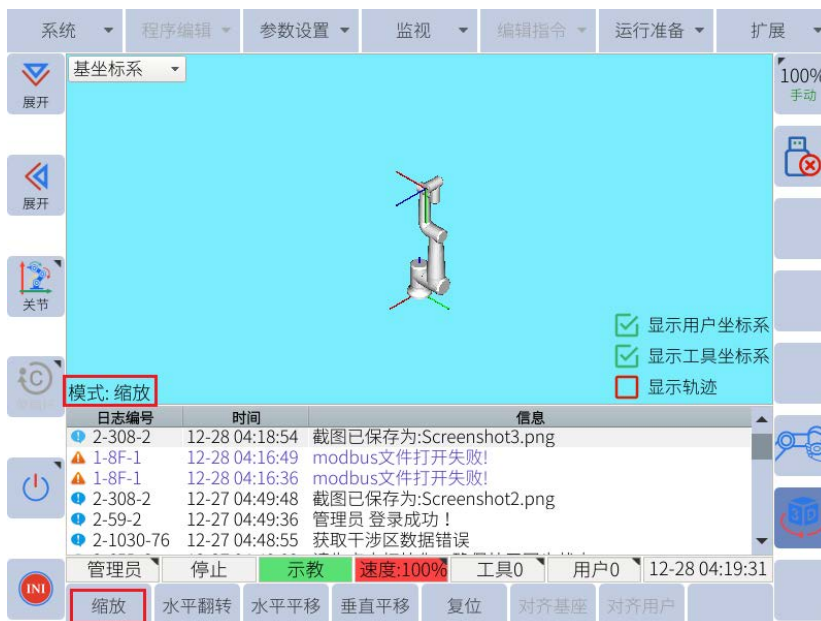 系统 程序编辑 参数设置 监视 编辑指令 运行准备 扩展
基坐标系
展开
100%
手动
展开
关节
显示用户坐标系
显示工具坐标系
显示轨迹
模式: 缩放
日志编号 时间 信息
2-308-2 12-28 04:18:54 截图已保存为:Screenshot3.png
1-8F-1 12-28 04:16:49 modbus文件打开失败!
1-8F-1 12-28 04:16:36 modbus文件打开失败!
2-308-2 12-27 04:49:48 截图已保存为:Screenshot2.png
2-59-2 12-27 04:49:36 管理员 登录成功！
2-1030-76 12-27 04:48:55 获取干涉区数据错误
3D
管理员 停止 示教 速度:100% 工具0 用户0 12-28 04:19:31
INI
缩放 水平翻转 水平平移 垂直平移 复位 对齐基座 对齐用户